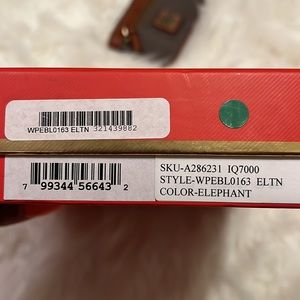 WPEBL0163 ELTN 321439882
7 99344 56643 2
SKU-A286231 IQ7000
STYLE-WPEBL0163 ELTN
COLOR-ELEPHANT